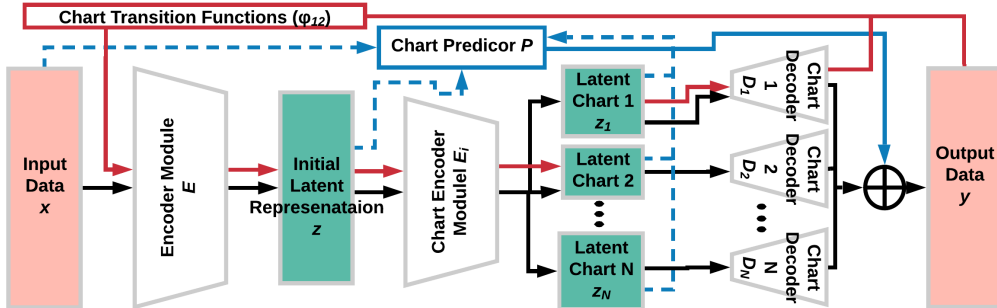 Chart Transition Functions (φ12)
Chart Predicor P
Input
Data
x
Encoder Module
E
Initial
Latent
Represenataion
z
Chart Encoder
Modulel Ei
Latent
Chart 1
z1
Latent
Chart 2
Latent
Chart N
zN
Chart
Decoder
1
D1
Chart
Decoder
2
D2
Chart
Decoder
N
DN
Output
Data
y